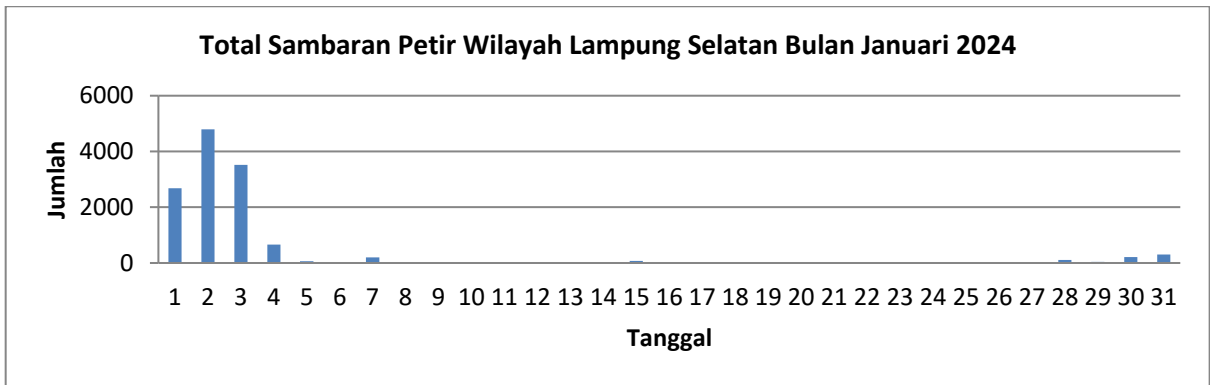 Total Sambaran Petir Wilayah Lampung Selatan Bulan Januari 2024
6000
4000
2000
0
Jumlah
1 2 3 4 5 6 7 8 9 10 11 12 13 14 15 16 17 18 19 20 21 22 23 24 25 26 27 28 29 30 31
Tanggal